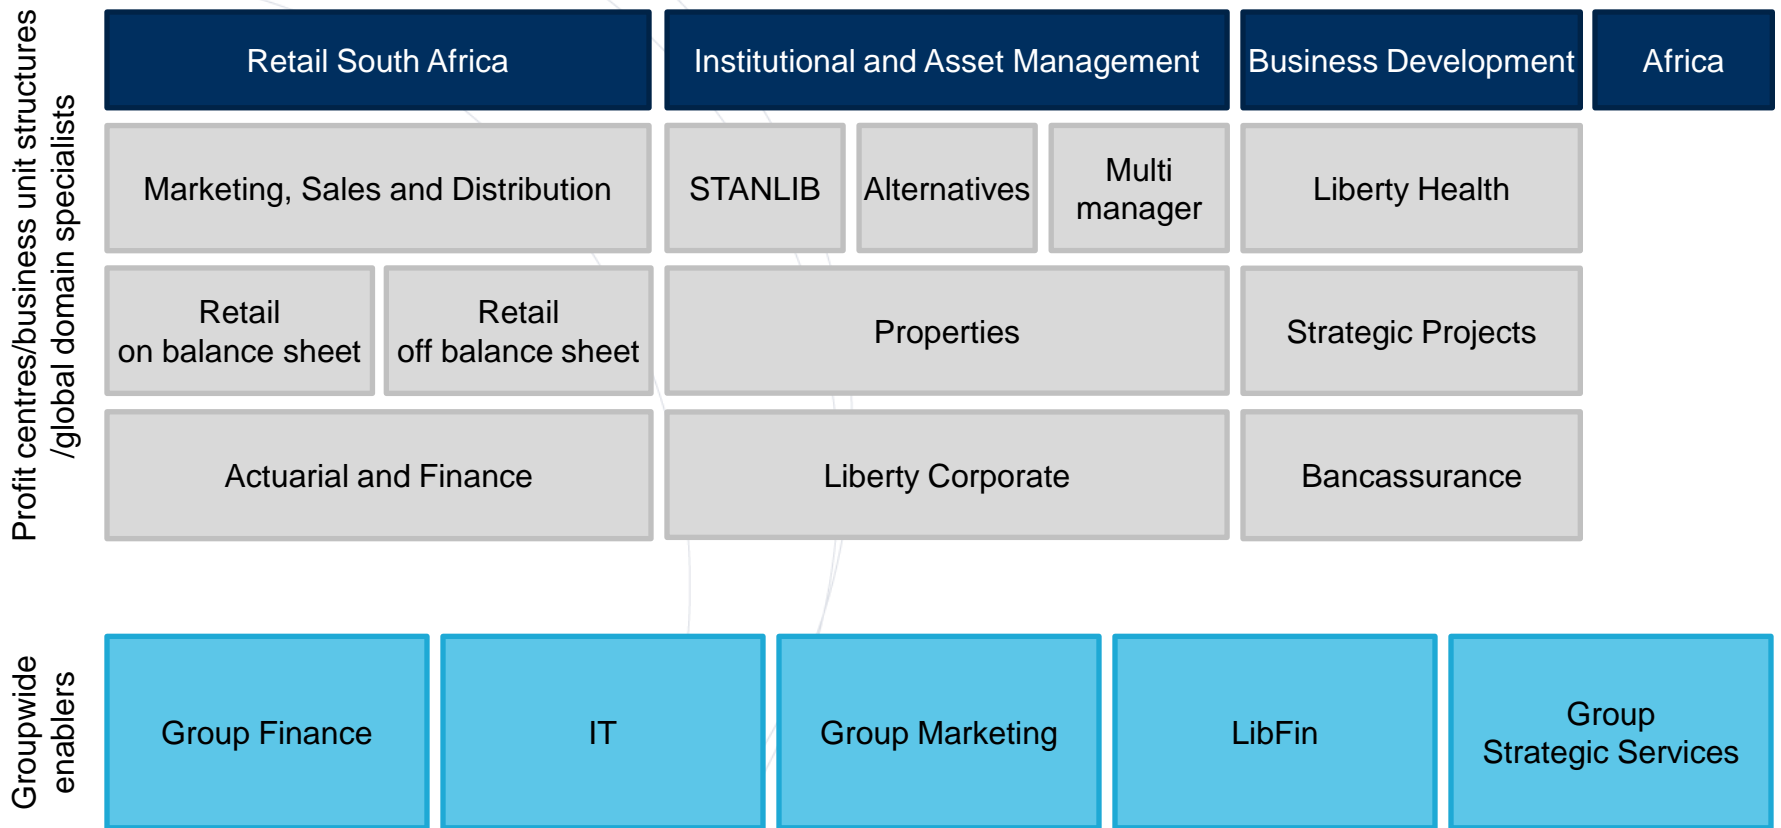 Profit centres/business unit structures
/global domain specialists
Retail South Africa
Institutional and Asset Management
Business Development
Africa
Marketing, Sales and Distribution
STANLIB
Alternatives
Multi
manager
Liberty Health
Retail
on balance sheet
Retail
off balance sheet
Properties
Strategic Projects
Actuarial and Finance
Liberty Corporate
Bancassurance
Groupwide
enablers
Group Finance
IT
Group Marketing
LibFin
Group
Strategic Services